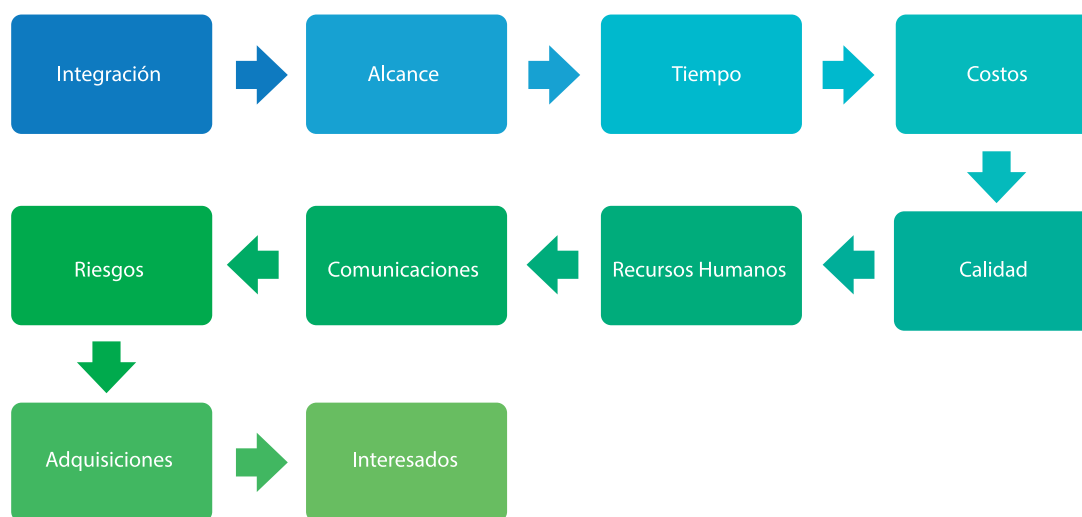 Integración
Alcance
Tiempo
Costos
Calidad
Recursos Humanos
Comunicaciones
Riesgos
Adquisiciones
Interesados